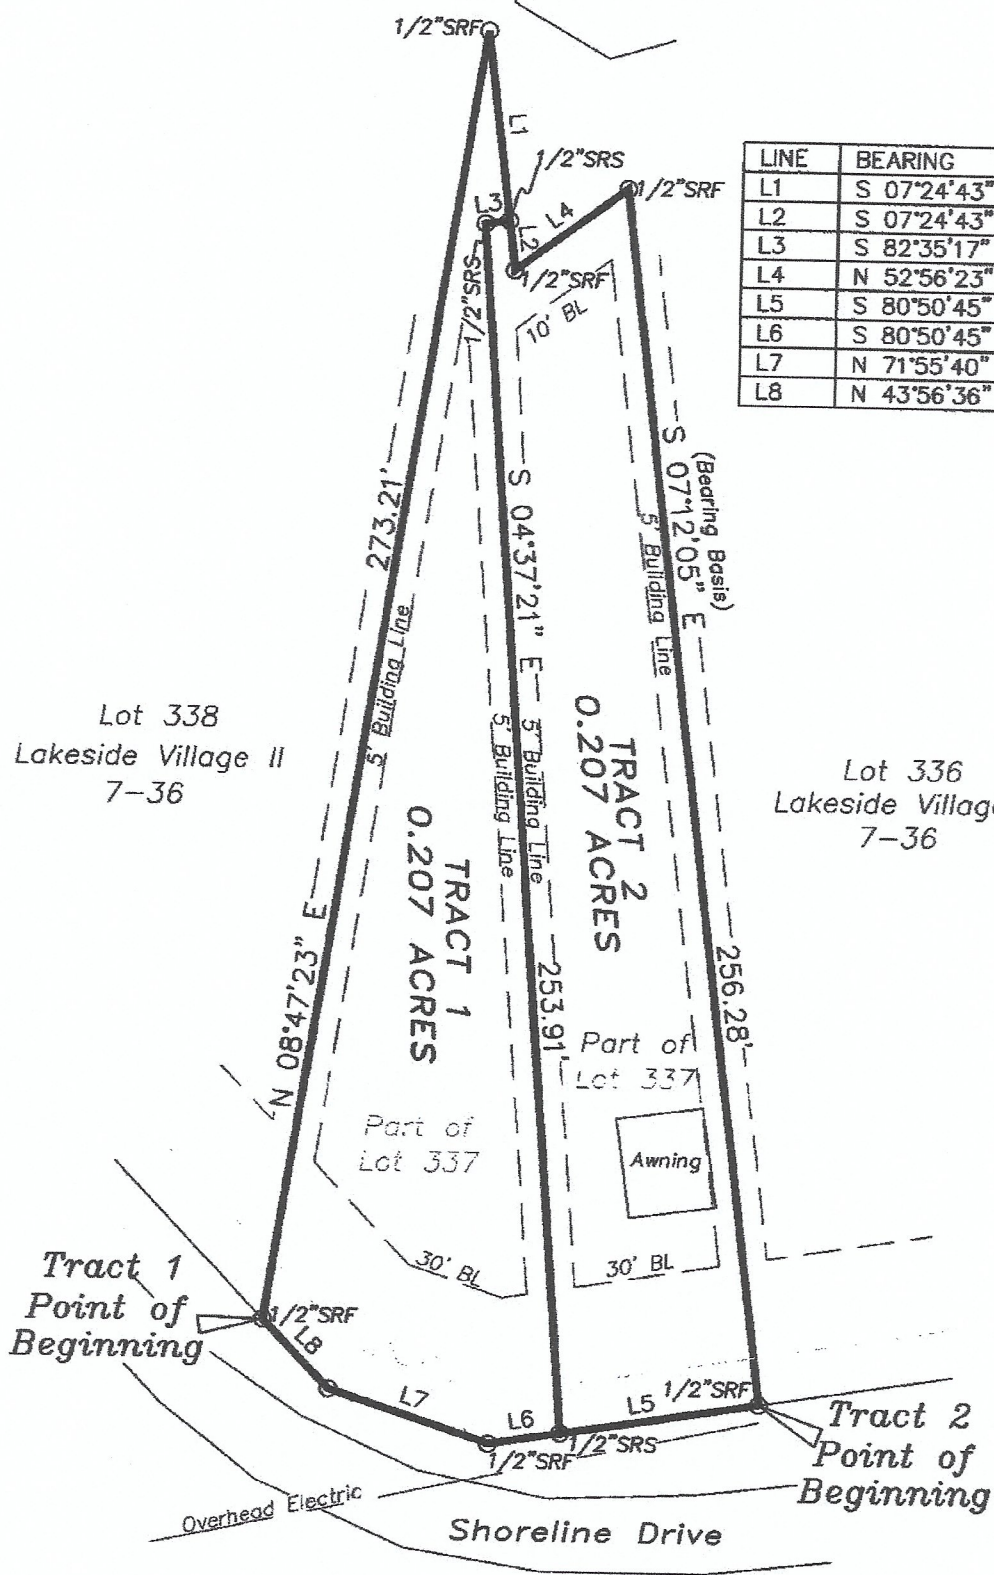 1/2"SRF
L1
1/2"SRS
1/2"SRF
L3
L4
L2
1/2"SRS
1/2"SRF
10' BL
LINE BEARING
L1 S 07°24'43"
L2 S 07°24'43"
L3 S 82°35'17"
L4 N 52°56'23"
L5 S 80°50'45"
L6 S 80°50'45"
L7 N 71°55'40"
L8 N 43°56'36"
N 08°47'23" E 273.21'
5' Building Line
S 04°37'21" E 253.91'
5' Building Line
5' Building Line
5' Building Line
S 07°12'05" E 256.28'
(Bearing Basis)
Lot 338
Lakeside Village II
7-36
Lot 336
Lakeside Village
7-36
TRACT 2
0.207 ACRES
TRACT 1
0.207 ACRES
Part of
Lot 337
Part of
Lot 337
Awning
30' BL
30' BL
Tract 1
Point of
Beginning
1/2"SRF
L8
L7
L6
L5
1/2"SRF
1/2"SRS
1/2"SRF
Tract 2
Point of
Beginning
Overhead Electric
Shoreline Drive